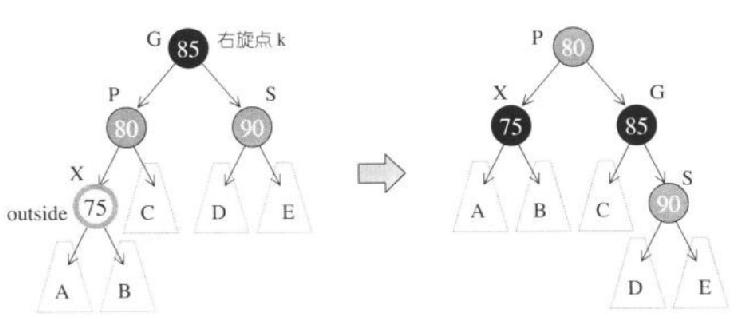 G 85 右旋点 k
P 80
S 90
X
outside 75
C D E
A B
P 80
X 75
G 85
S 90
A B C
D E